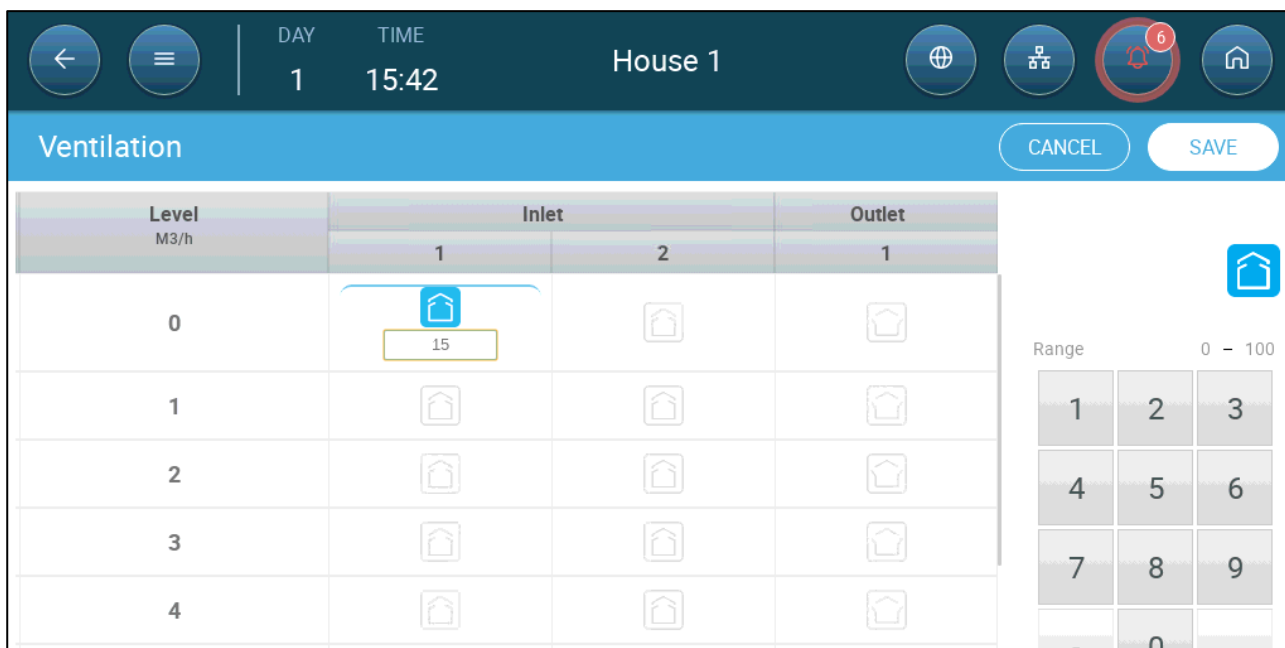 DAY TIME House 1 6
1 15:42
Ventilation CANCEL SAVE
Level Inlet Outlet
M3/h
1 2 1
0
15
Range 0 – 100
1
2
3
4
1 2 3
4 5 6
7 8 9
0